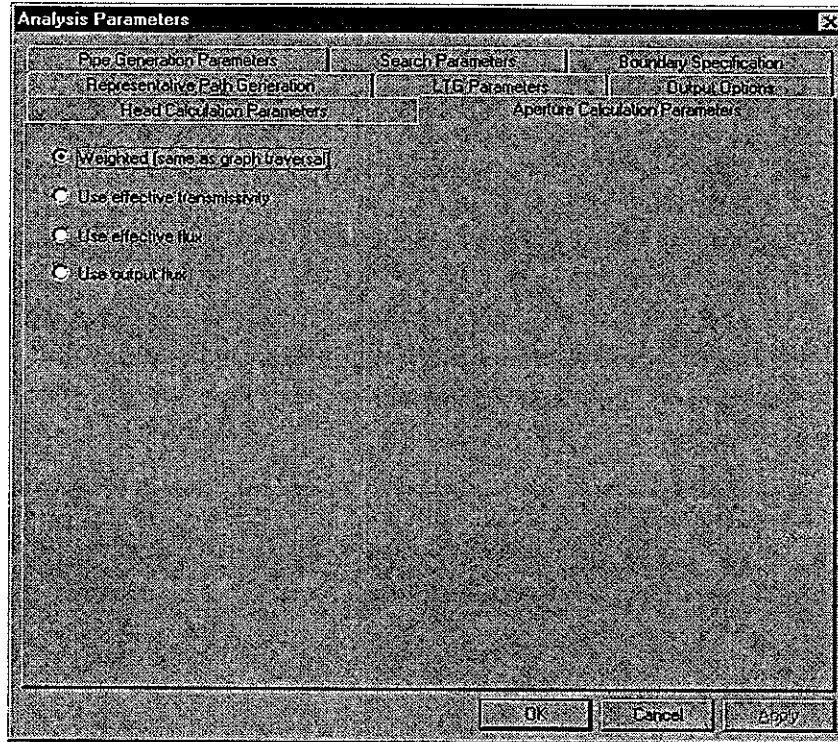 Analysis Parameters
Pipe Generation Parameters Search Parameters Boundary Specification
Representative Path Generation LTG Parameters Output Options
Head Calculation Parameters Aperture Calculation Parameters
Weighted (same as graph traversal)
Use effective transmissivity
Use effective flux
Use output flux
OK Cancel Apply